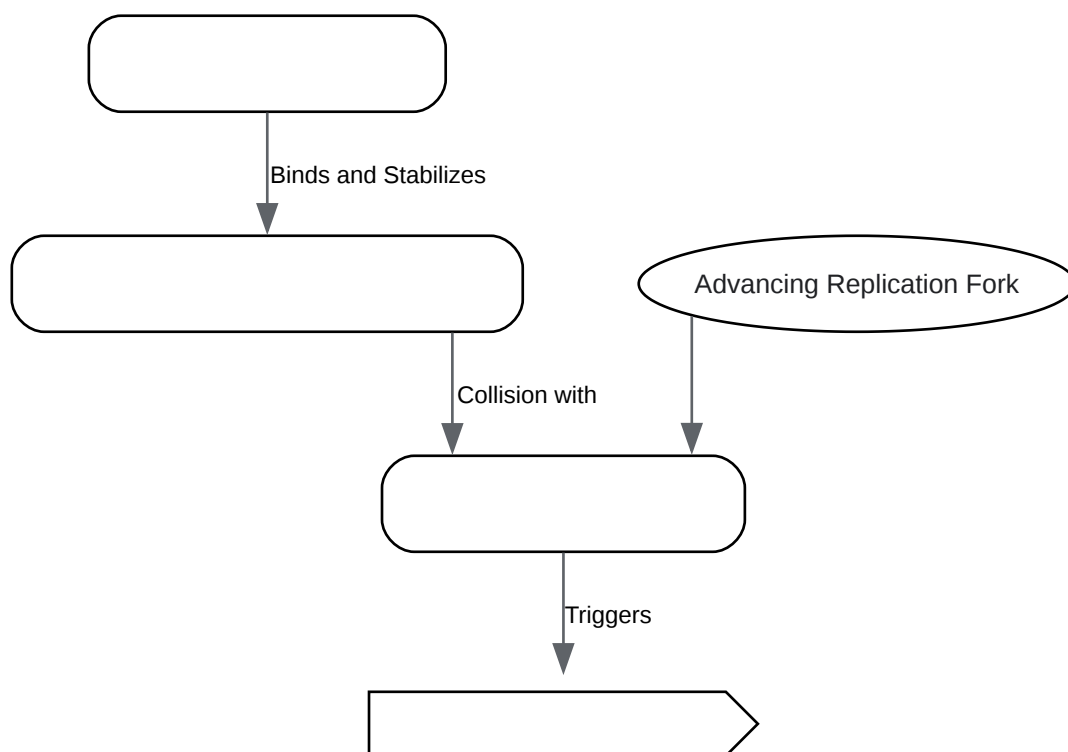 Binds and Stabilizes
Advancing Replication Fork
Collision with
Triggers